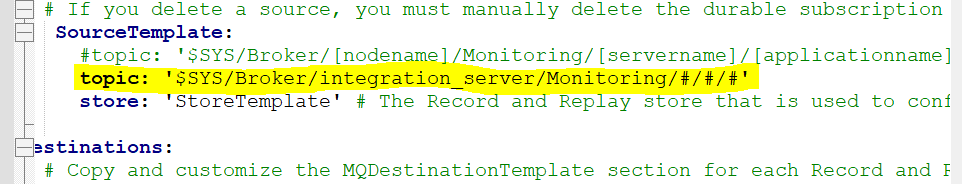 # If you delete a source, you must manually delete the durable subscription
SourceTemplate:
#topic: '$SYS/Broker/[nodename]/Monitoring/[servername]/[applicationname]
topic: '$SYS/Broker/integration_server/Monitoring/#/#/#'
store: 'StoreTemplate' # The Record and Replay store that is used to conf
estinations:
# Copy and customize the MQDestinationTemplate section for each Record and R